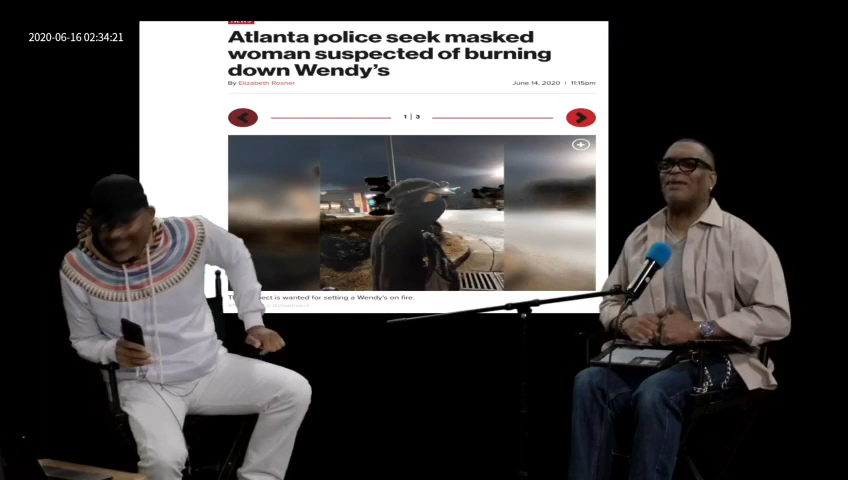 2020-06-16 02:34:21
Atlanta police seek masked
woman suspected of burning
down Wendy's
By Elizabeth Rosner
June 14, 2020 | 11:15pm
1 | 3
is wanted for setting a Wendy's on fire.